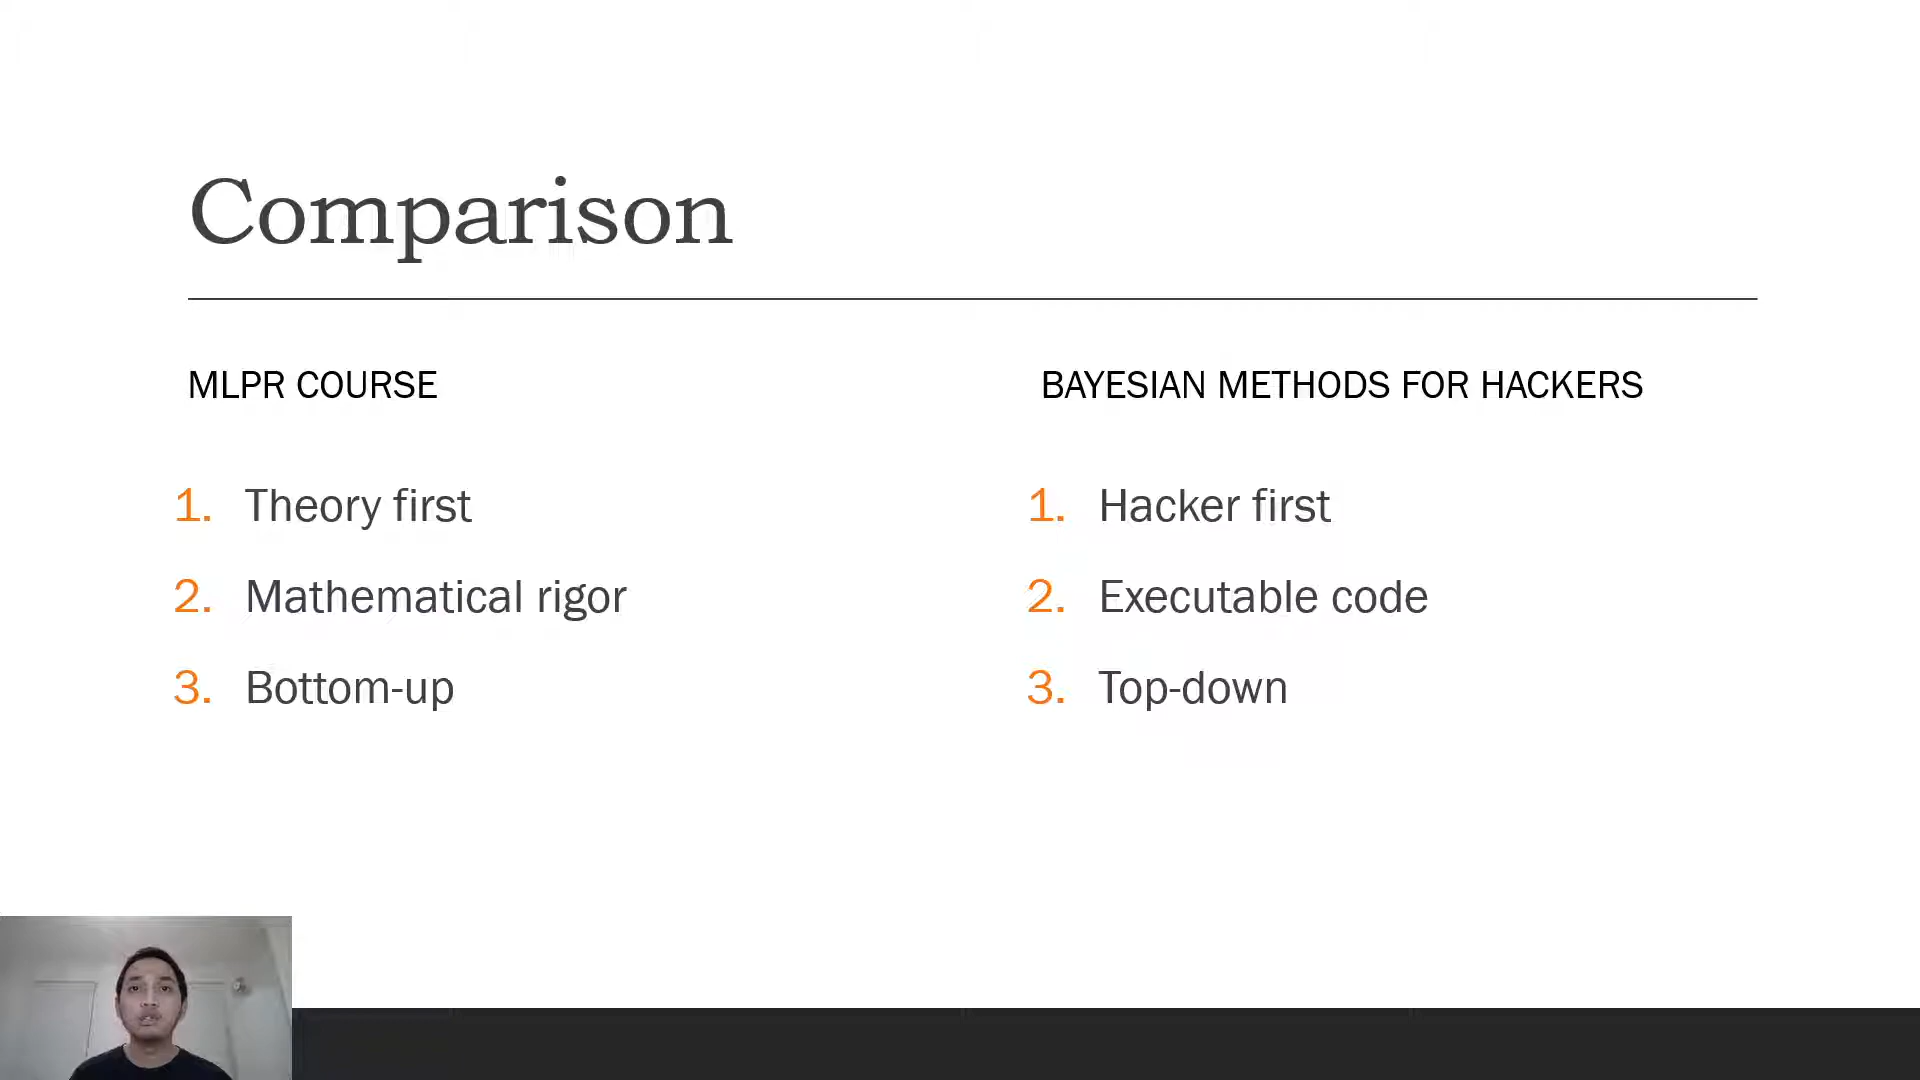 Comparison
MLPR COURSE
1. Theory first
2. Mathematical rigor
3. Bottom-up
BAYESIAN METHODS FOR HACKERS
1. Hacker first
2. Executable code
3. Top-down